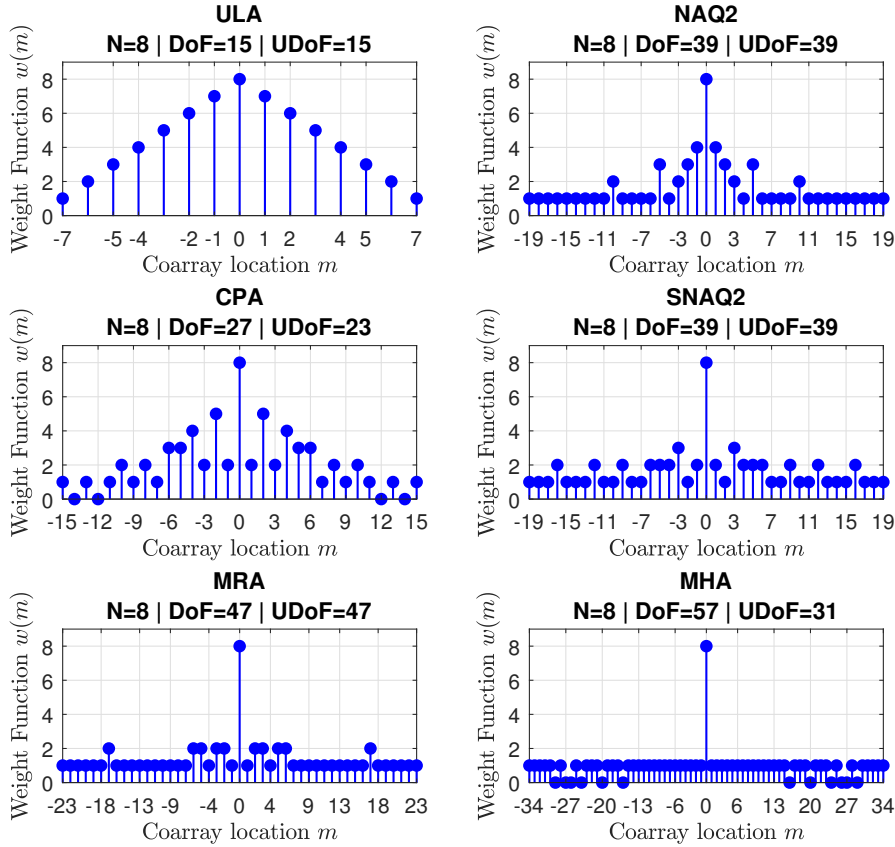 ULA
N=8 | DoF=15 | UDoF=15
Weight Function w(m)
8
6
4
2
0
-7 -5 -4 -2 -1 0 1 2 4 5 7
Coarray location m
NAQ2
N=8 | DoF=39 | UDoF=39
Weight Function w(m)
8
6
4
2
0
-19 -15 -11 -7 -3 0 3 7 11 15 19
Coarray location m
CPA
N=8 | DoF=27 | UDoF=23
Weight Function w(m)
8
6
4
2
0
-15 -12 -9 -6 -3 0 3 6 9 12 15
Coarray location m
SNAQ2
N=8 | DoF=39 | UDoF=39
Weight Function w(m)
8
6
4
2
0
-19 -15 -11 -7 -3 0 3 7 11 15 19
Coarray location m
MRA
N=8 | DoF=47 | UDoF=47
Weight Function w(m)
8
6
4
2
0
-23 -18 -13 -9 -4 0 4 9 13 18 23
Coarray location m
MHA
N=8 | DoF=57 | UDoF=31
Weight Function w(m)
8
6
4
2
0
-34 -27 -20 -13 -6 0 6 13 20 27 34
Coarray location m